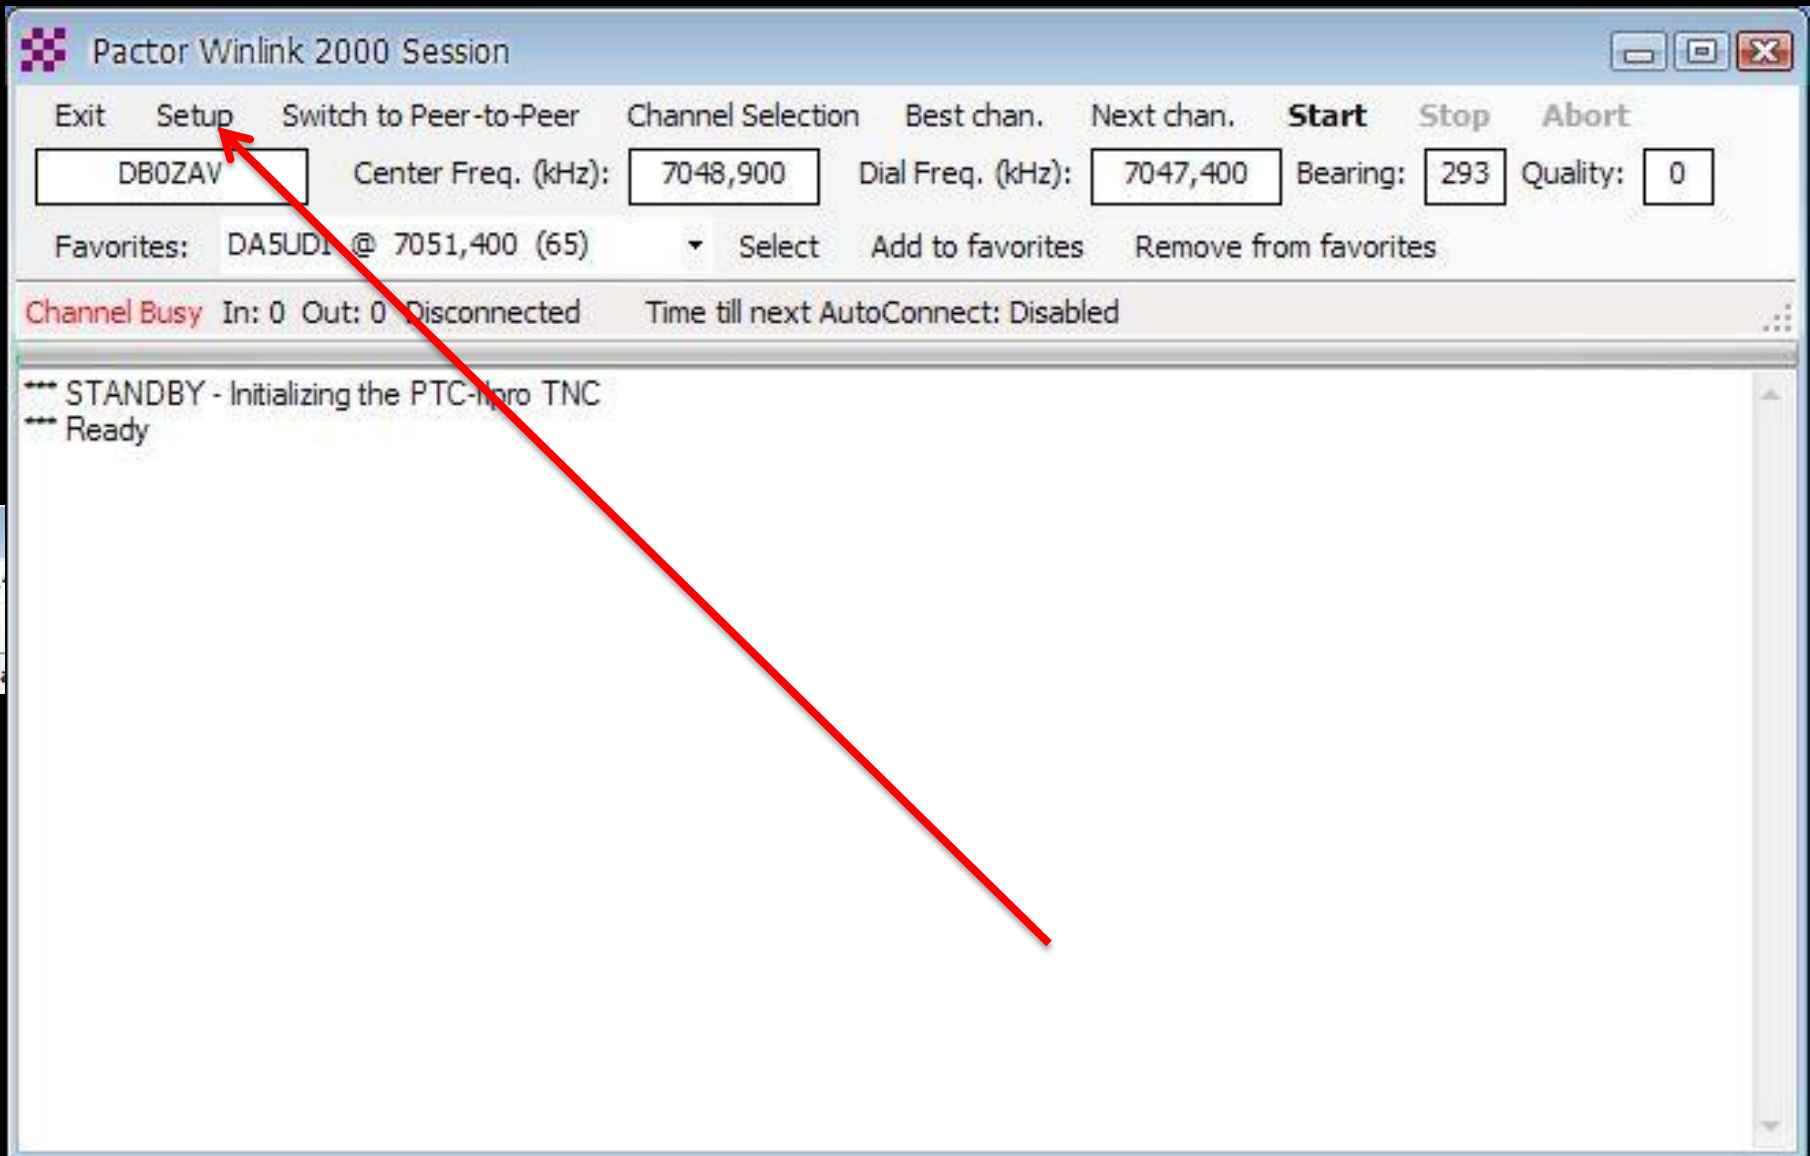 Pactor Winlink 2000 Session
Exit Setup Switch to Peer-to-Peer Channel Selection Best chan. Next chan. Start Stop Abort
DB0ZAV Center Freq. (kHz): 7048,900 Dial Freq. (kHz): 7047,400 Bearing: 293 Quality: 0
Favorites: @ 7051,400 (65) Select Add to favorites Remove from favorites
Channel Busy In: 0 Out: 0 Disconnected Time till next AutoConnect: Disabled
*** STANDBY - Initializing the PTC-IIpro TNC
*** Ready